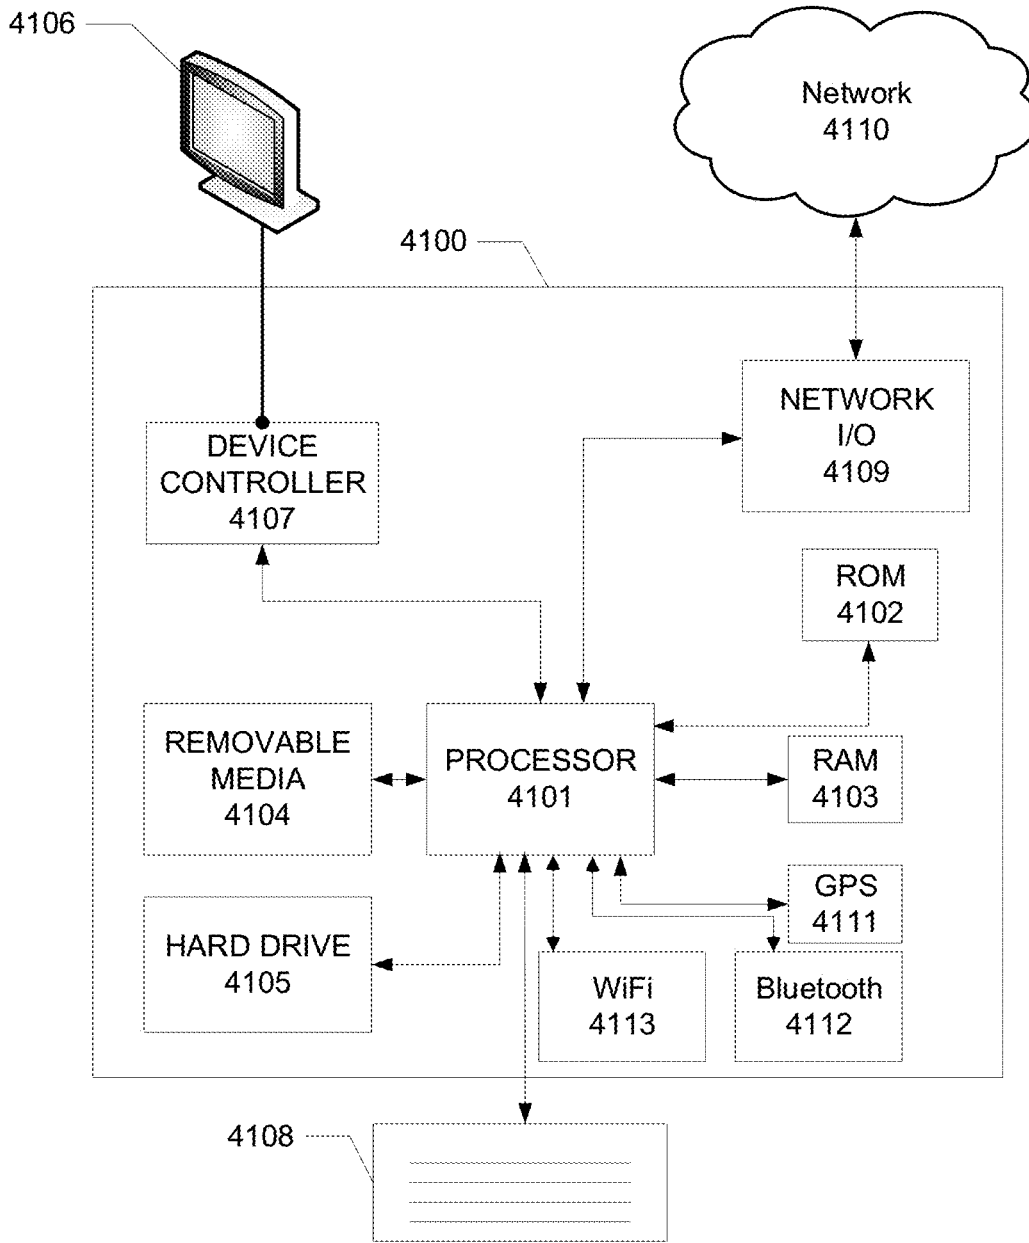 4106
Network
4110
4100
NETWORK
I/O
4109
DEVICE
CONTROLLER
4107
ROM
4102
REMOVABLE
MEDIA
4104
PROCESSOR
4101
RAM
4103
GPS
4111
HARD DRIVE
4105
WiFi
4113
Bluetooth
4112
4108